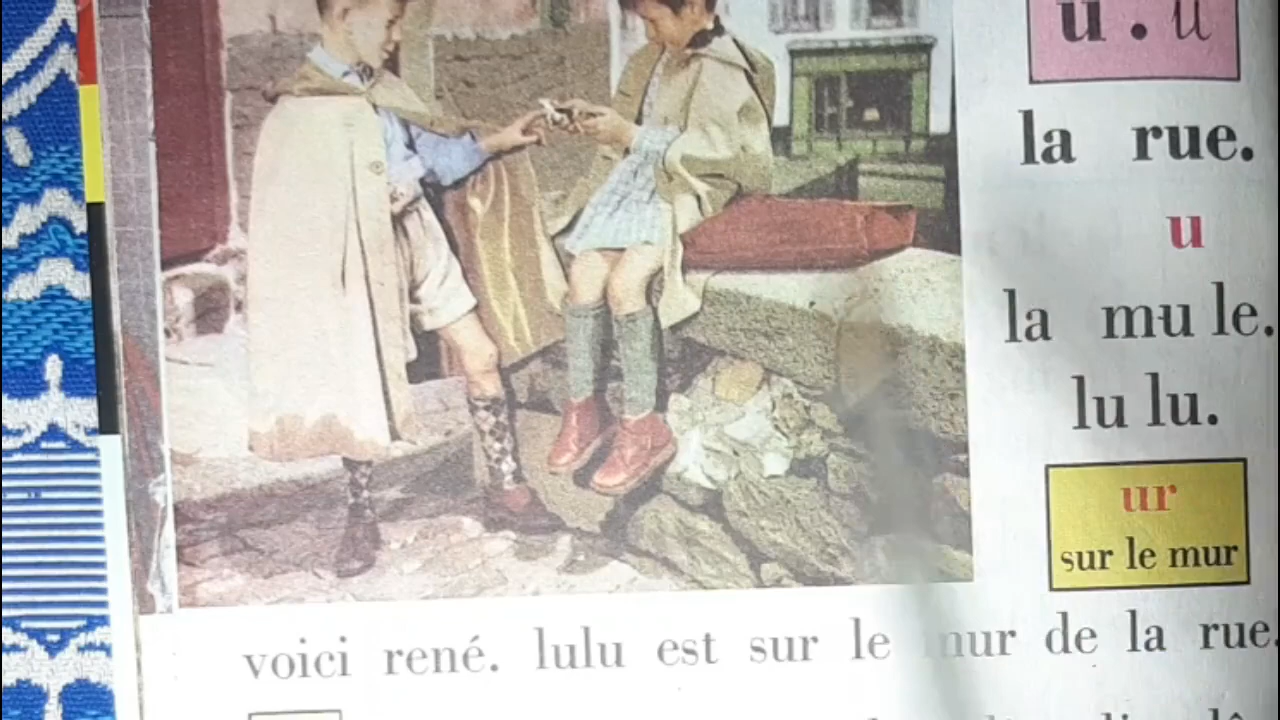 u . u
la rue.
u
la mu le.
lu lu.
ur
sur le mur
voici rené. lulu est sur le mur de la rue.